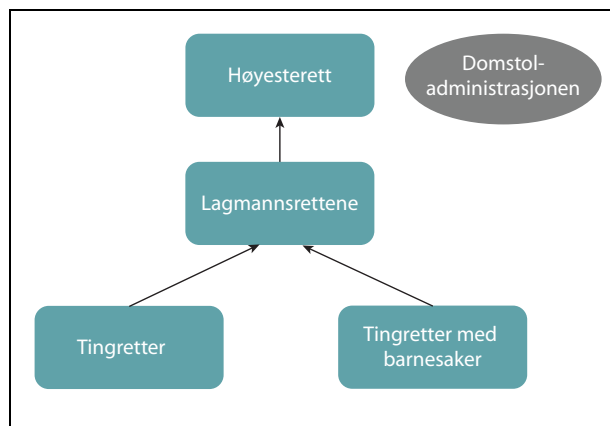 Høyesterett
Domstol-
administrasjonen
Lagmannsrettene
Tingretter
Tingretter med
barnesaker